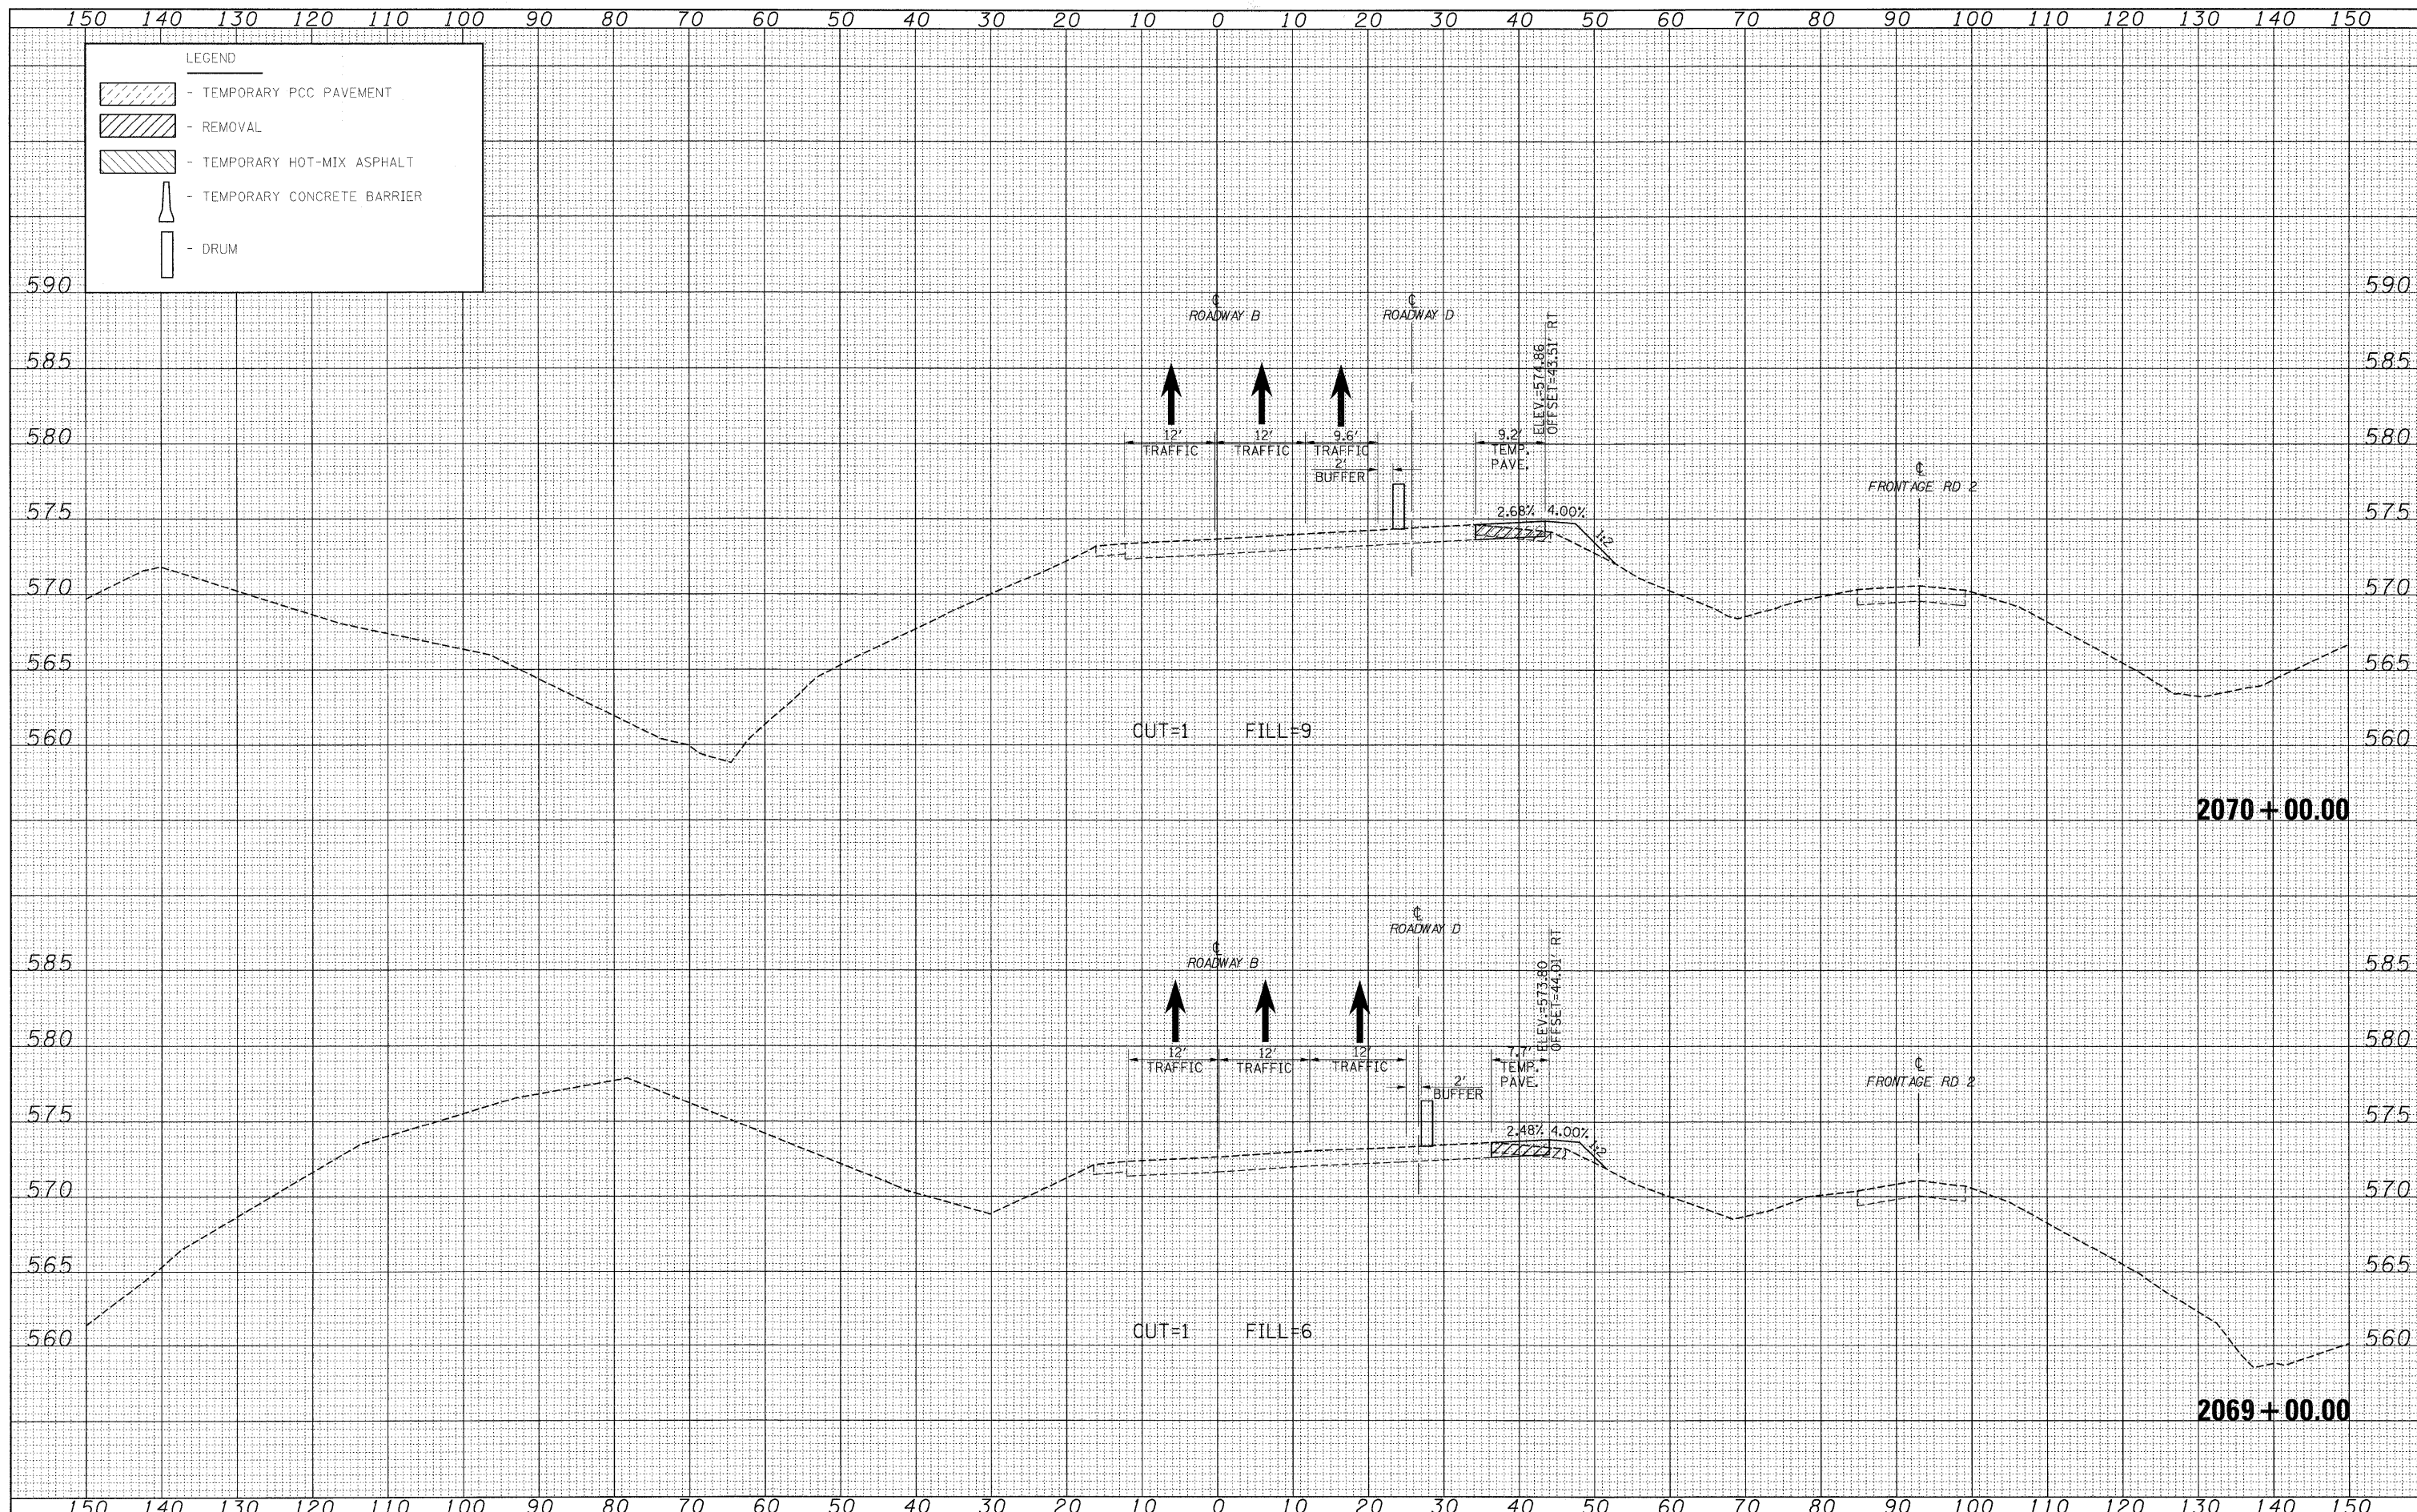 150 140 130 120 110 100 90 80 70 60 50 40 30 20 10 0 10 20 30 40 50 60 70 80 90 100 110 120 130 140 150
LEGEND
- TEMPORARY PCC PAVEMENT
- REMOVAL
- TEMPORARY HOT-MIX ASPHALT
- TEMPORARY CONCRETE BARRIER
- DRUM
590 590
℄ ℄
ROADWAY B ROADWAY D
ELEV.=574.86
OFFSET=43.51' RT
585 585
580 580
12' 12' 9.6' 9.2'
TRAFFIC TRAFFIC TRAFFIC TEMP.
2' PAVE.
BUFFER
℄
FRONTAGE RD 2
575 575
2.68% 4.00%
1:2
570 570
565 565
CUT=1 FILL=9
560 560
2070+00.00
℄
ROADWAY D
℄
ROADWAY B
ELEV.=573.80
OFFSET=44.01' RT
585 585
580 580
12' 12' 12' 7.7'
TRAFFIC TRAFFIC TRAFFIC TEMP.
2' PAVE.
BUFFER
℄
FRONTAGE RD 2
575 575
2.48% 4.00%
1:2
570 570
565 565
CUT=1 FILL=6
560 560
2069+00.00
150 140 130 120 110 100 90 80 70 60 50 40 30 20 10 0 10 20 30 40 50 60 70 80 90 100 110 120 130 140 150